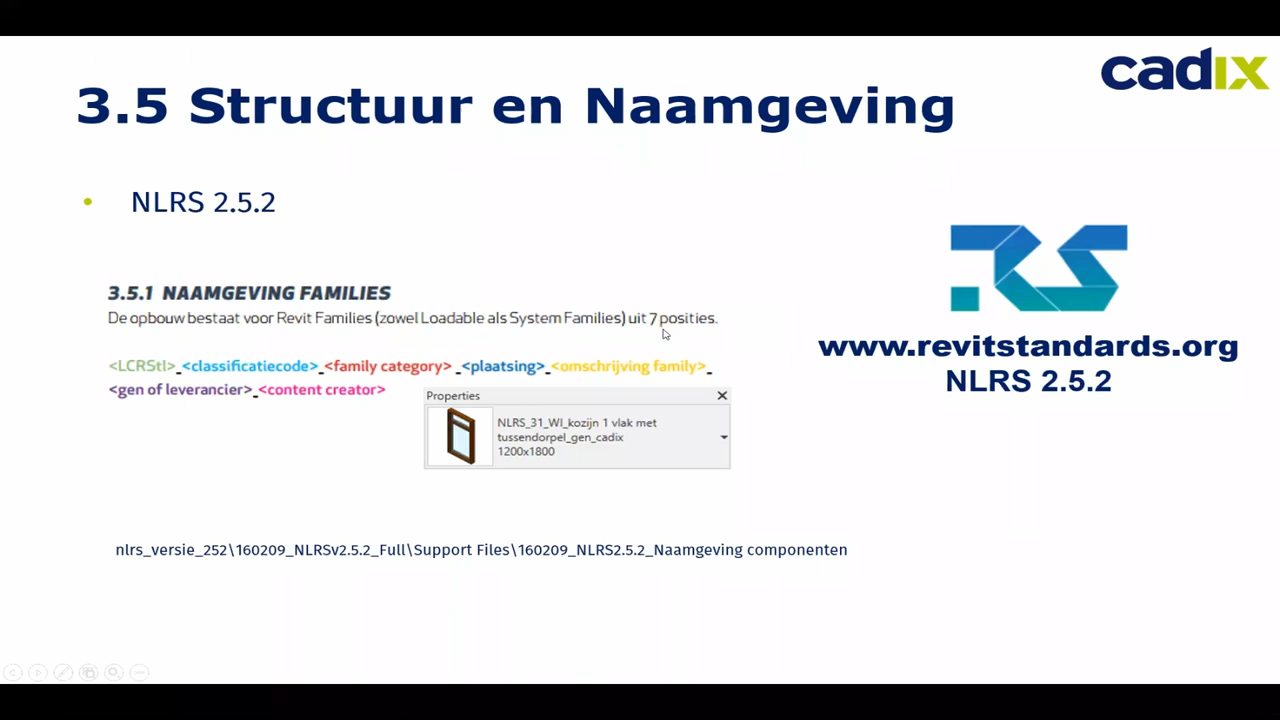 cadix
3.5 Structuur en Naamgeving
• NLRS 2.5.2
3.5.1 NAAMGEVING FAMILIES
De opbouw bestaat voor Revit Families (zowel Loadable als System Families) uit 7 posities.
<LCRStl>_<classificatiecode>_<family category>_<plaatsing>_<omschrijving family>_
<gen of leverancier>_<content creator>
Properties
NLRS_31_WI_kozijn 1 vlak met
tussendorpel_gen_cadix
1200x1800
RS
www.revitstandards.org
NLRS 2.5.2
nlrs_versie_252\160209_NLRSv2.5.2_Full\Support Files\160209_NLRS2.5.2_Naamgeving componenten